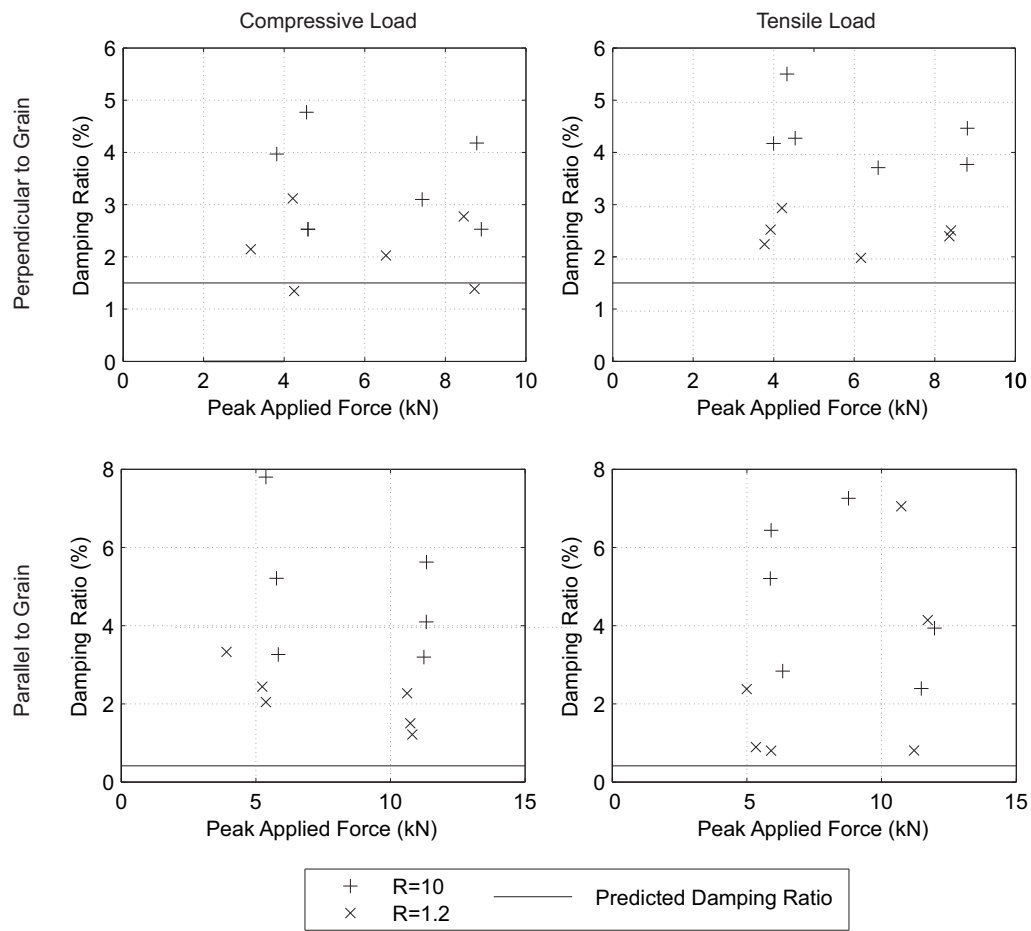 Compressive Load
Tensile Load
Perpendicular to Grain
Damping Ratio (%)
6
5
4
3
2
1
0
0 2 4 6 8 10
Peak Applied Force (kN)
Damping Ratio (%)
6
5
4
3
2
1
0
0 2 4 6 8 10
Peak Applied Force (kN)
Parallel to Grain
Damping Ratio (%)
8
6
4
2
0
0 5 10 15
Peak Applied Force (kN)
Damping Ratio (%)
8
6
4
2
0
0 5 10 15
Peak Applied Force (kN)
R=10
R=1.2
Predicted Damping Ratio